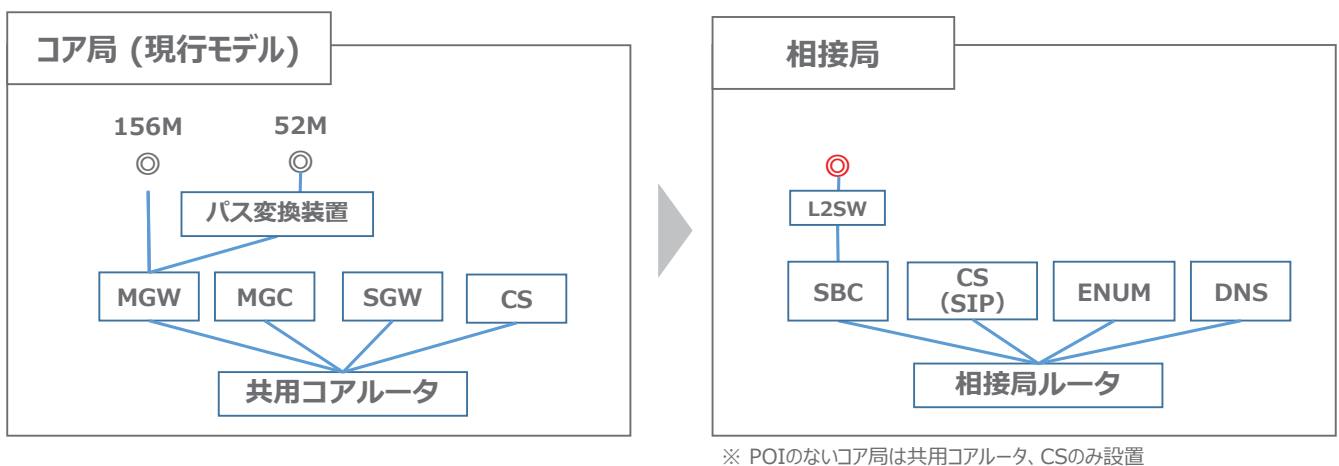 コア局 (現行モデル)
156M
52M
パス変換装置
MGW
MGC
SGW
CS
共用コアルータ
相接局
L2SW
SBC
CS
(SIP)
ENUM
DNS
相接局ルータ
※ POIのないコア局は共用コアルータ、CSのみ設置